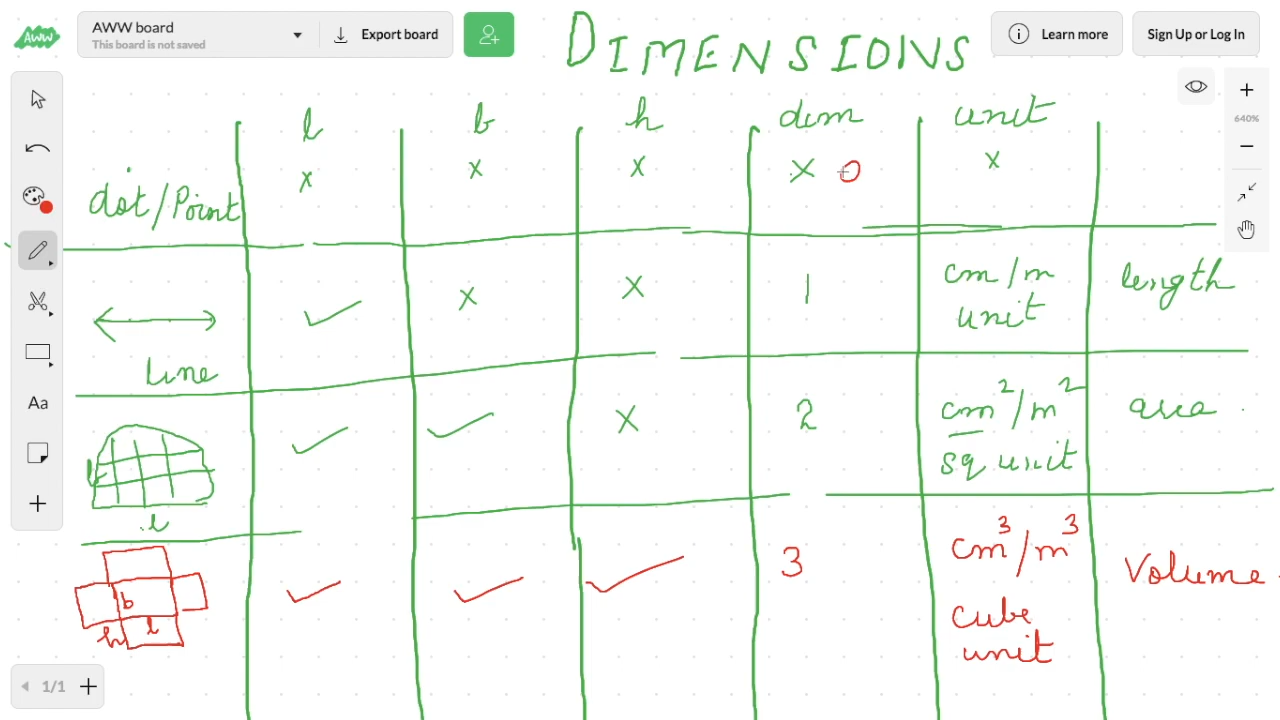 AWW
AWW board
This board is not saved
Export board
DIMENSIONS
Learn more
Sign Up or Log In
640%
l b h dim unit
dot/Point x x x x 0 x
Line ✓ x x 1 cm/m unit length
b l ✓ ✓ x 2 cm²/m² sq unit area
b h l ✓ ✓ ✓ 3 cm³/m³ cube unit Volume
Aa
1/1